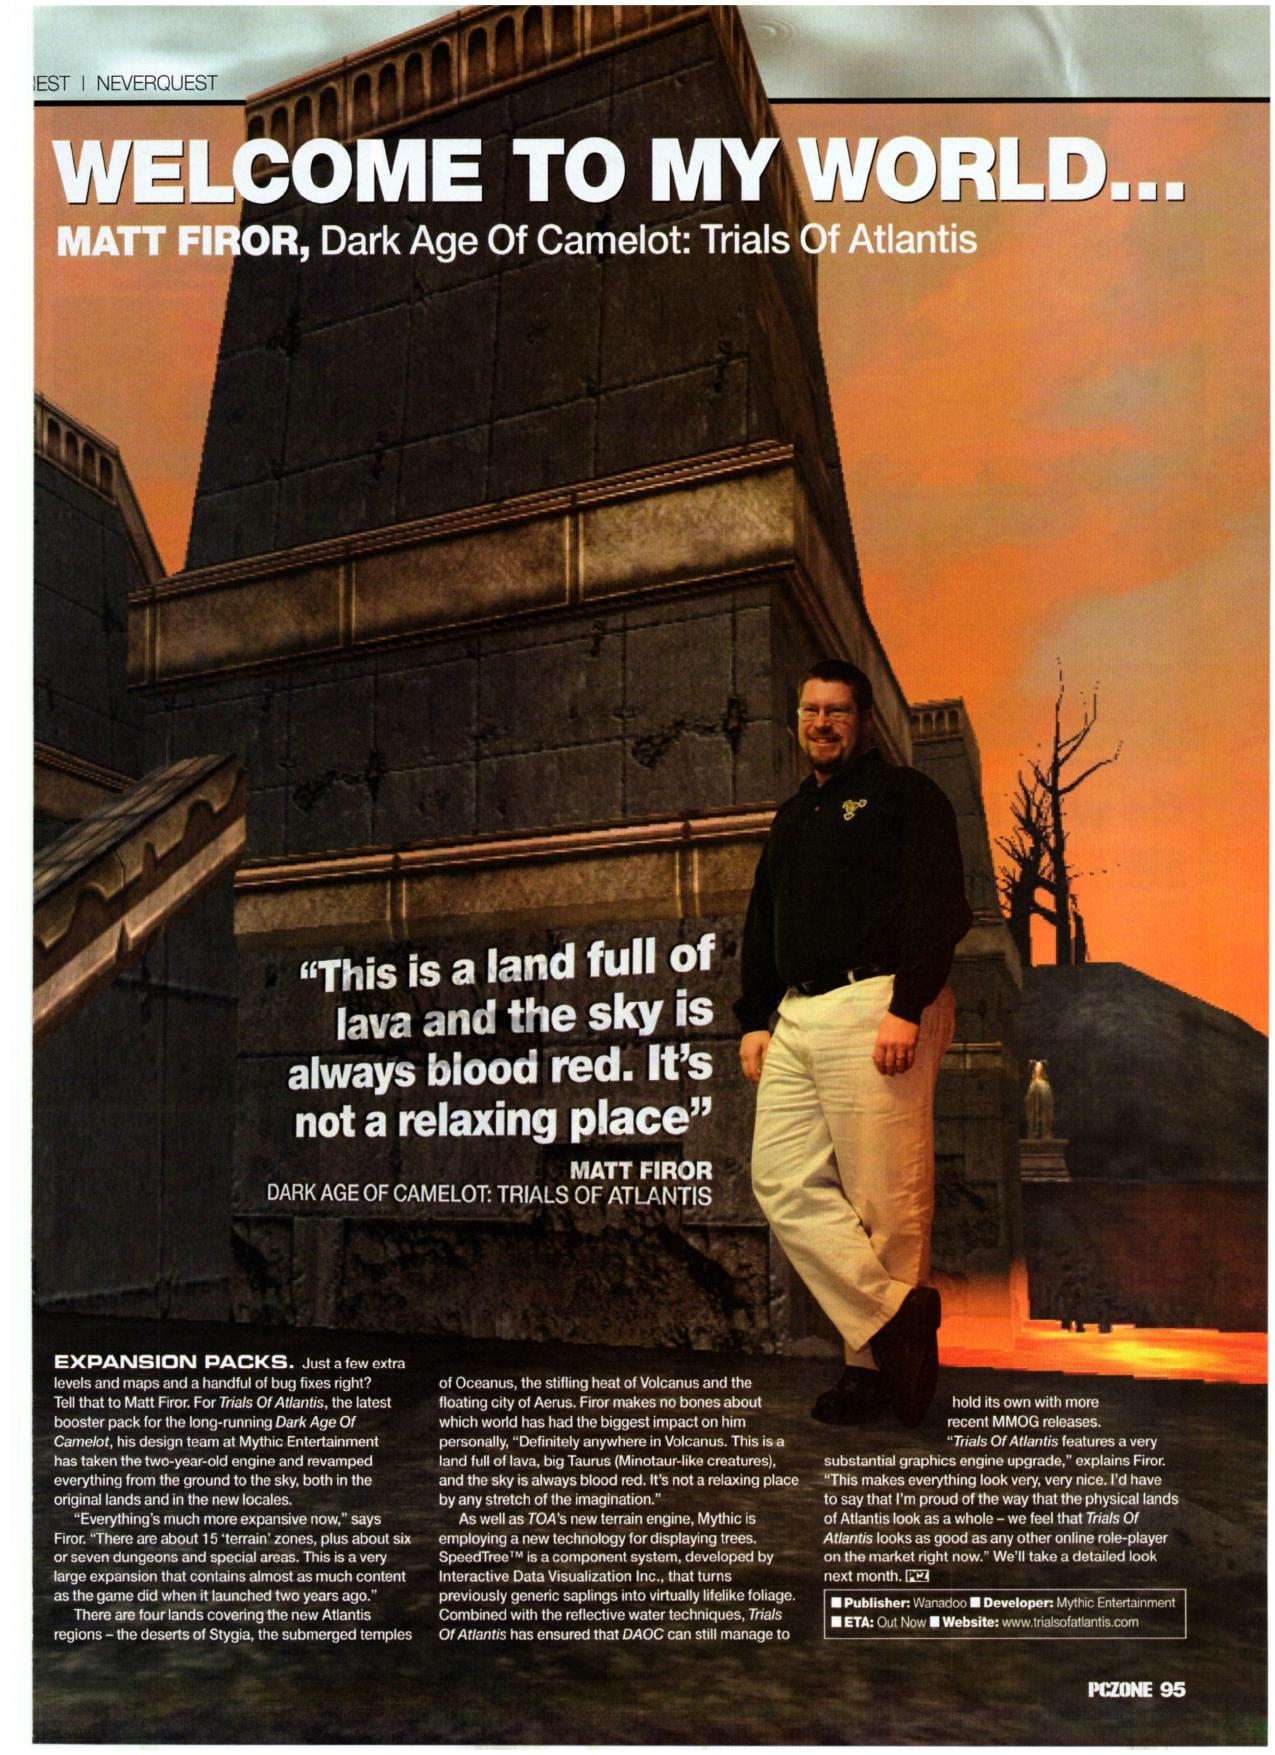 EST | NEVERQUEST
WELCOME TO MY WORLD...
MATT FIROR, Dark Age Of Camelot: Trials Of Atlantis
“This is a land full of
lava and the sky is
always blood red. It’s
not a relaxing place”
MATT FIROR
DARK AGE OF CAMELOT: TRIALS OF ATLANTIS
EXPANSION PACKS. Just a few extra
levels and maps and a handful of bug fixes right?
Tell that to Matt Firor. For Trials Of Atlantis, the latest
booster pack for the long-running Dark Age Of
Camelot, his design team at Mythic Entertainment
has taken the two-year-old engine and revamped
everything from the ground to the sky, both in the
original lands and in the new locales.
“Everything’s much more expansive now,” says
Firor. “There are about 15 ‘terrain’ zones, plus about six
or seven dungeons and special areas. This is a very
large expansion that contains almost as much content
as the game did when it launched two years ago.”
There are four lands covering the new Atlantis
regions – the deserts of Stygia, the submerged temples
of Oceanus, the stifling heat of Volcanus and the
floating city of Aerus. Firor makes no bones about
which world has had the biggest impact on him
personally, “Definitely anywhere in Volcanus. This is a
land full of lava, big Taurus (Minotaur-like creatures),
and the sky is always blood red. It’s not a relaxing place
by any stretch of the imagination.”
As well as TOA’s new terrain engine, Mythic is
employing a new technology for displaying trees.
SpeedTree™ is a component system, developed by
Interactive Data Visualization Inc., that turns
previously generic saplings into virtually lifelike foliage.
Combined with the reflective water techniques, Trials
Of Atlantis has ensured that DAOC can still manage to
hold its own with more
recent MMOG releases.
“Trials Of Atlantis features a very
substantial graphics engine upgrade,” explains Firor.
“This makes everything look very, very nice. I’d have
to say that I’m proud of the way that the physical lands
of Atlantis look as a whole – we feel that Trials Of
Atlantis looks as good as any other online role-player
on the market right now.” We’ll take a detailed look
next month. PCZ
■ Publisher: Wanadoo ■ Developer: Mythic Entertainment
■ ETA: Out Now ■ Website: www.trialsofatlantis.com
PCZONE 95